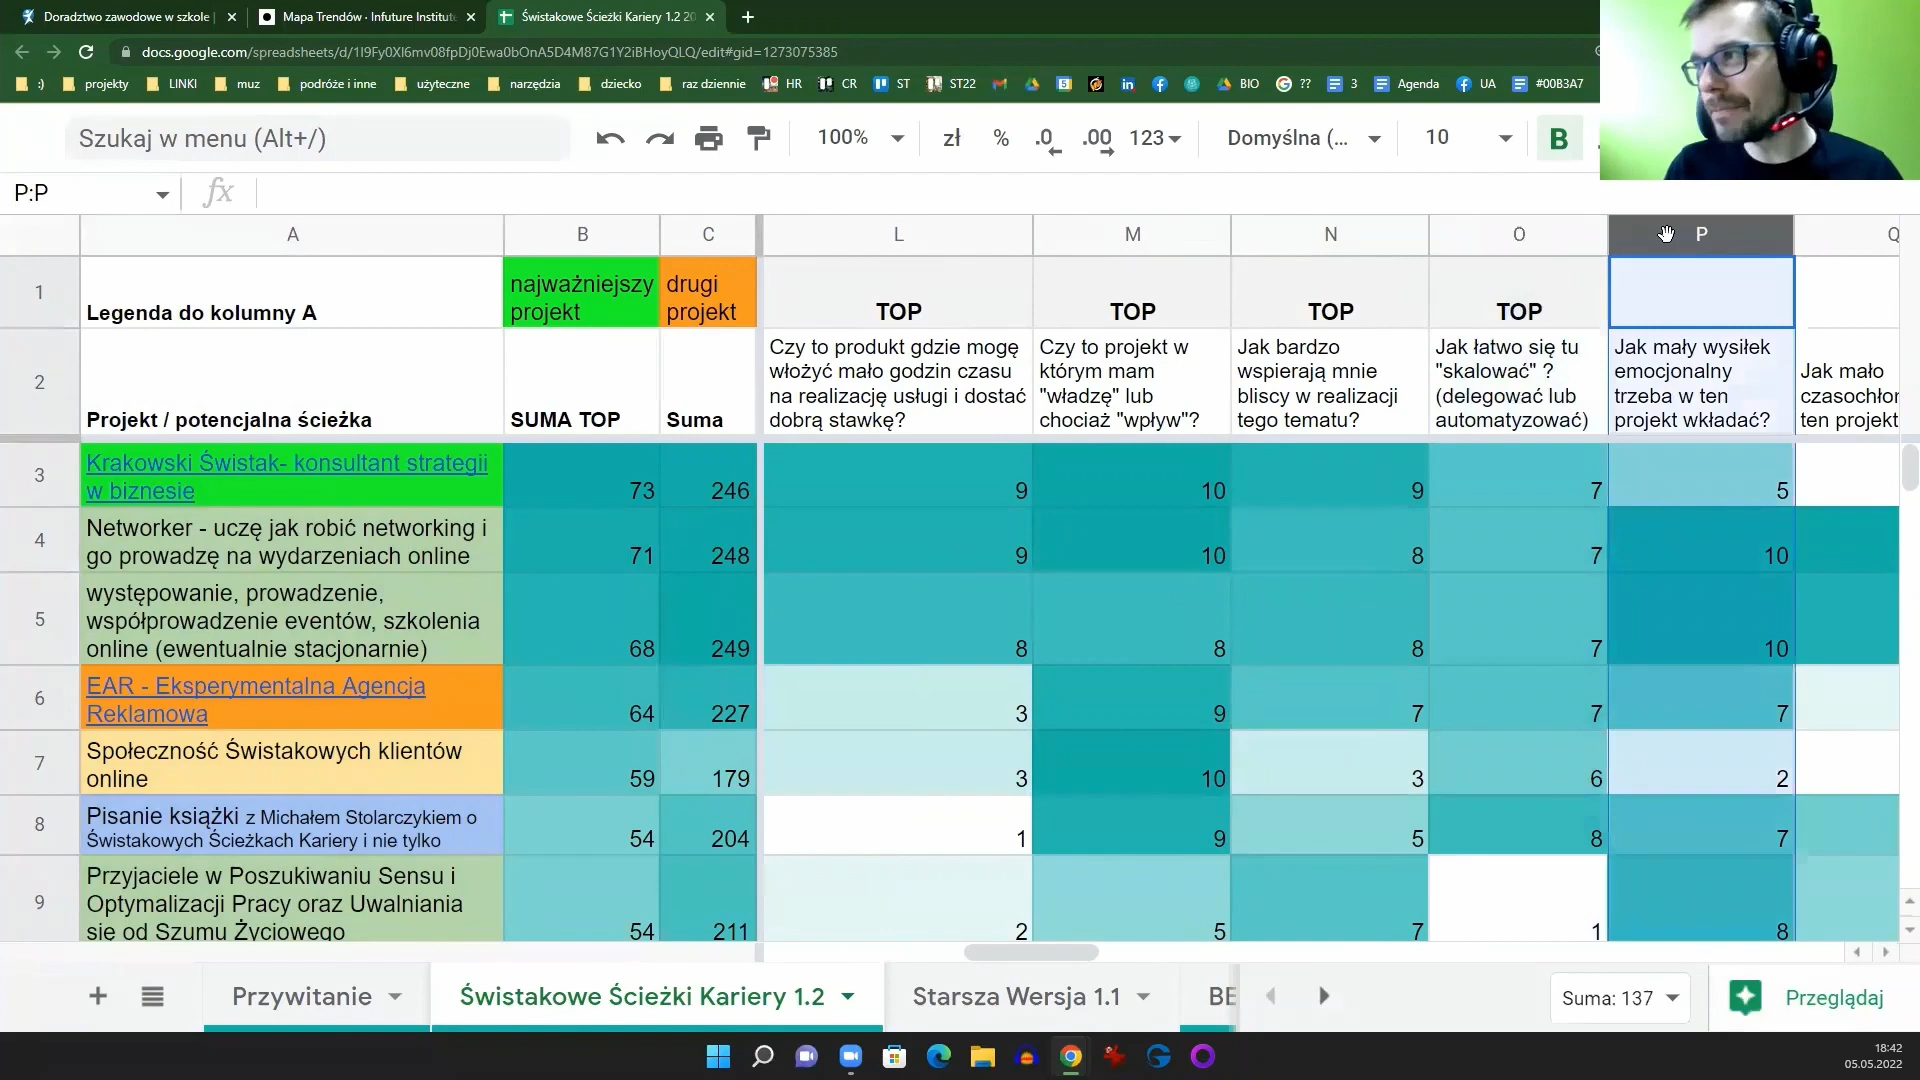 Doradztwo zawodowe w szkole
Mapa Trendów · Infuture Institute
Świstakowe Ścieżki Kariery 1.2 20
docs.google.com/spreadsheets/d/1I9Fy0Xl6mv08fpDj0Ewa0bOnA5D4M87G1Y2iBHoyQLQ/edit#gid=1273075385
:) projekty LINKI muz podróże i inne użyteczne narzędzia dziecko raz dziennie HR CR ST ST22 BIO ?? 3 Agenda UA #00B3A7
Szukaj w menu (Alt+/) 100% zł % .0 .00 123 Domyślna (... 10 B
P:P fx
A B C L M N O P Q
1 Legenda do kolumny A
najważniejszy
projekt
drugi
projekt
TOP TOP TOP TOP
2 Projekt / potencjalna ścieżka SUMA TOP Suma
Czy to produkt gdzie mogę
włożyć mało godzin czasu
na realizację usługi i dostać
dobrą stawkę?
Czy to projekt w
którym mam
"władzę" lub
chociaż "wpływ"?
Jak bardzo
wspierają mnie
bliscy w realizacji
tego tematu?
Jak łatwo się tu
"skalować" ?
(delegować lub
automatyzować)
Jak mały wysiłek
emocjonalny
trzeba w ten
projekt wkładać?
Jak mało
czasochłon
ten projekt
3 Krakowski Świstak- konsultant strategii
w biznesie 73 246 9 10 9 7 5
4 Networker - uczę jak robić networking i
go prowadzę na wydarzeniach online 71 248 9 10 8 7 10
5 występowanie, prowadzenie,
współprowadzenie eventów, szkolenia
online (ewentualnie stacjonarnie) 68 249 8 8 8 7 10
6 EAR - Eksperymentalna Agencja
Reklamowa 64 227 3 9 7 7 7
7 Społeczność Świstakowych klientów
online 59 179 3 10 3 6 2
8 Pisanie książki z Michałem Stolarczykiem o
Świstakowych Ścieżkach Kariery i nie tylko 54 204 1 9 5 8 7
9 Przyjaciele w Poszukiwaniu Sensu i
Optymalizacji Pracy oraz Uwalniania
się od Szumu Życiowego 54 211 2 5 7 1 8
Przywitanie Świstakowe Ścieżki Kariery 1.2 Starsza Wersja 1.1 BE Suma: 137 Przeglądaj
18:42
05.05.2022